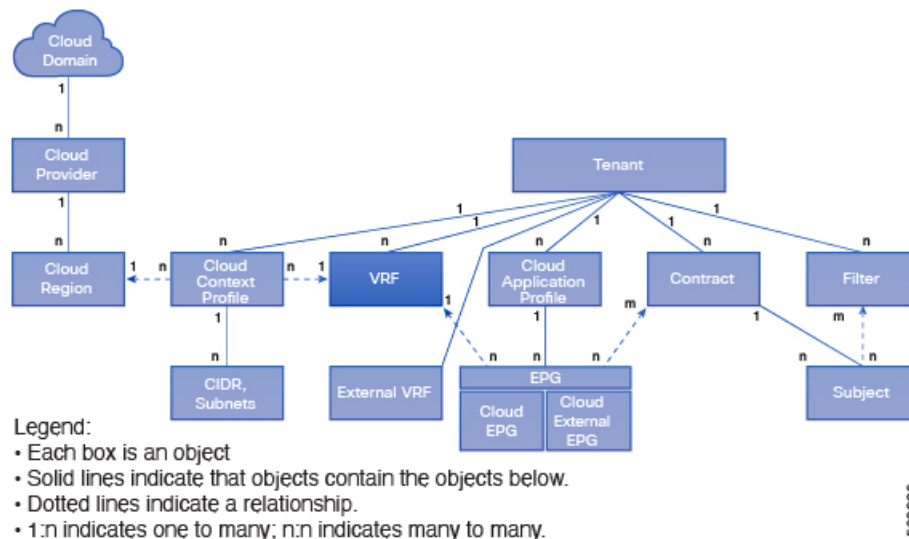 Cloud
Domain
1
n
Cloud
Provider
Tenant
1
1
1
1
1
1
n
n
n
n
n
n
Cloud
Region
1
n
Cloud
Context
Profile
n
1
VRF
Cloud
Application
Profile
Contract
Filter
1
1
1
m
1
m
n
n
n
n
n
n
CIDR,
Subnets
External VRF
EPG
Cloud
EPG
Cloud
External
EPG
Subject
Legend:
• Each box is an object
• Solid lines indicate that objects contain the objects below.
• Dotted lines indicate a relationship.
• 1:n indicates one to many; n:n indicates many to many.